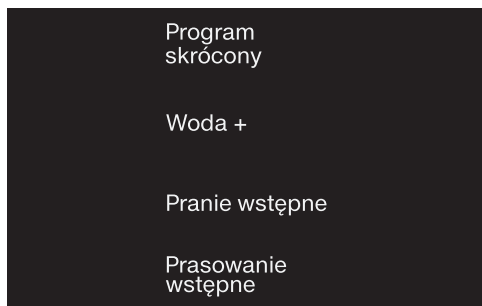 Program
skrócony
Woda +
Pranie wstępne
Prasowanie
wstępne